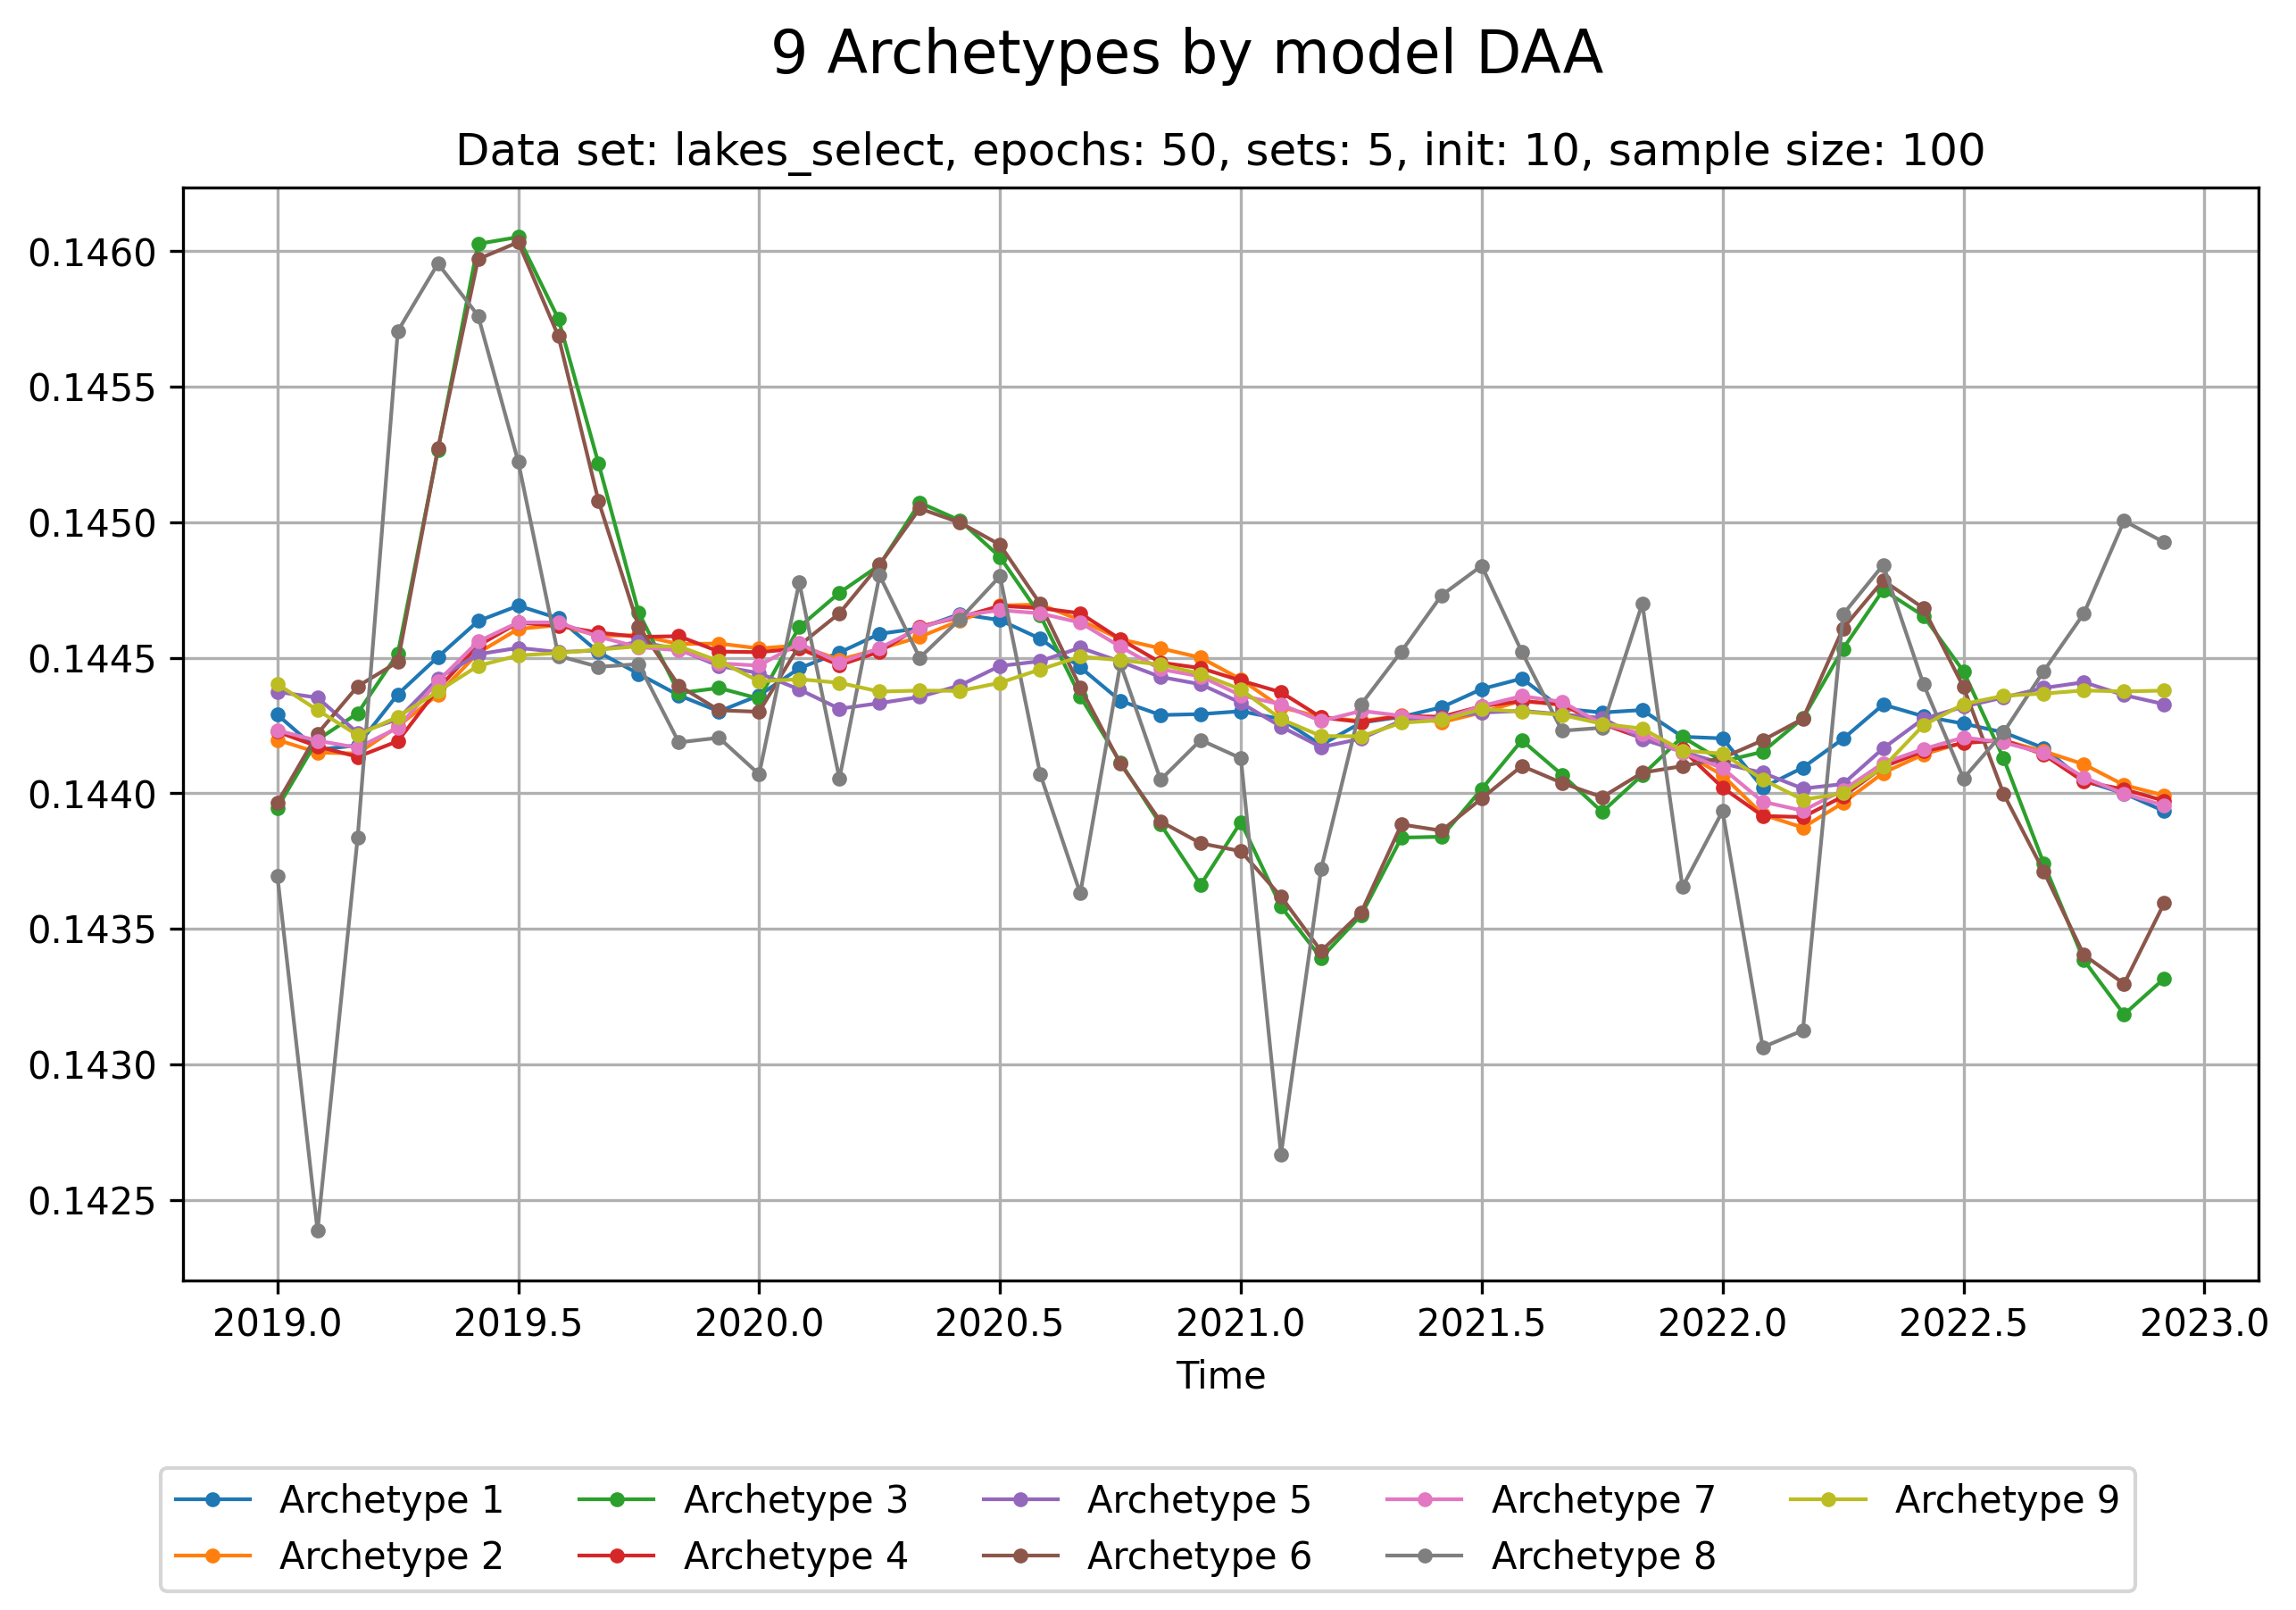 9 Archetypes by model DAA
Data set: lakes_select, epochs: 50, sets: 5, init: 10, sample size: 100
0.1460
0.1455
0.1450
0.1445
0.1440
0.1435
0.1430
0.1425
2019.0 2019.5 2020.0 2020.5 2021.0 2021.5 2022.0 2022.5 2023.0
Time
Archetype 1 Archetype 3 Archetype 5 Archetype 7 Archetype 9
Archetype 2 Archetype 4 Archetype 6 Archetype 8